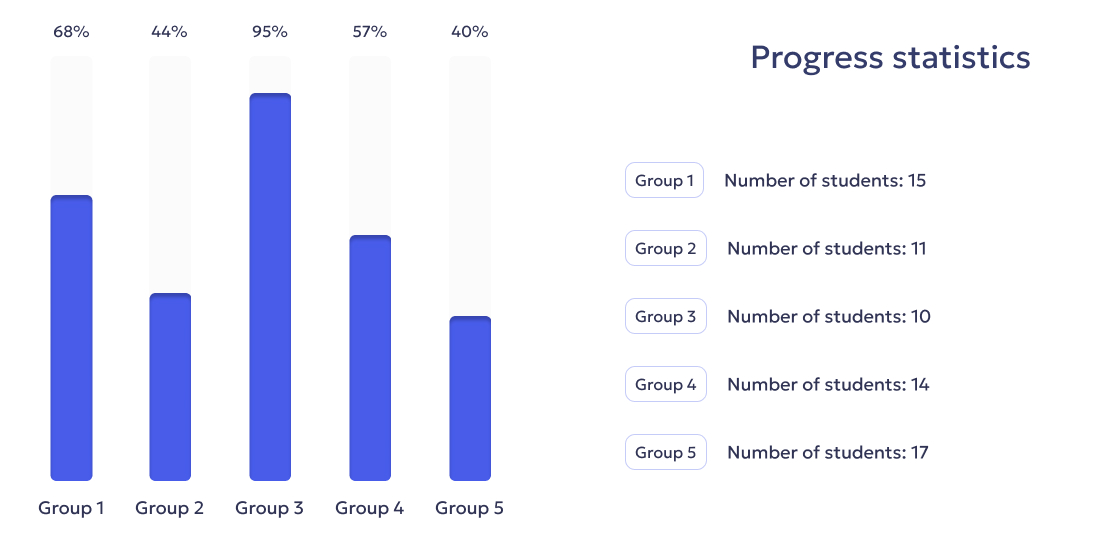 68% 44% 95% 57% 40%
Group 1 Group 2 Group 3 Group 4 Group 5
Progress statistics
Group 1 Number of students: 15
Group 2 Number of students: 11
Group 3 Number of students: 10
Group 4 Number of students: 14
Group 5 Number of students: 17